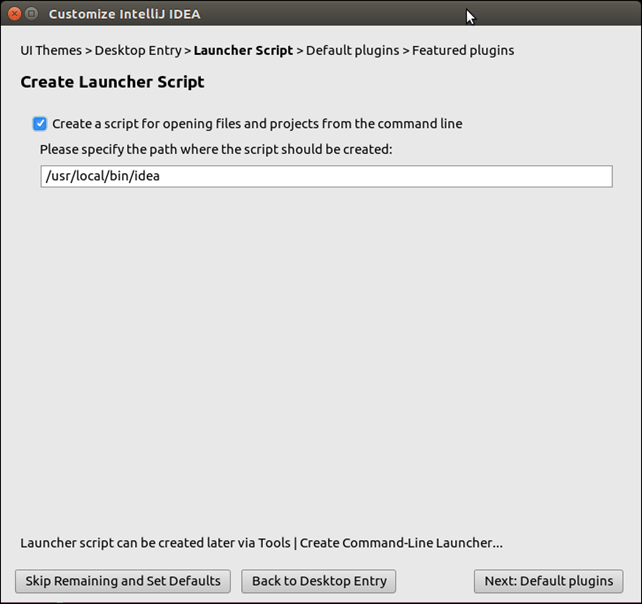 Customize IntelliJ IDEA
UI Themes > Desktop Entry > Launcher Script > Default plugins > Featured plugins
Create Launcher Script
Create a script for opening files and projects from the command line
Please specify the path where the script should be created:
/usr/local/bin/idea
Launcher script can be created later via Tools | Create Command-Line Launcher...
Skip Remaining and Set Defaults
Back to Desktop Entry
Next: Default plugins